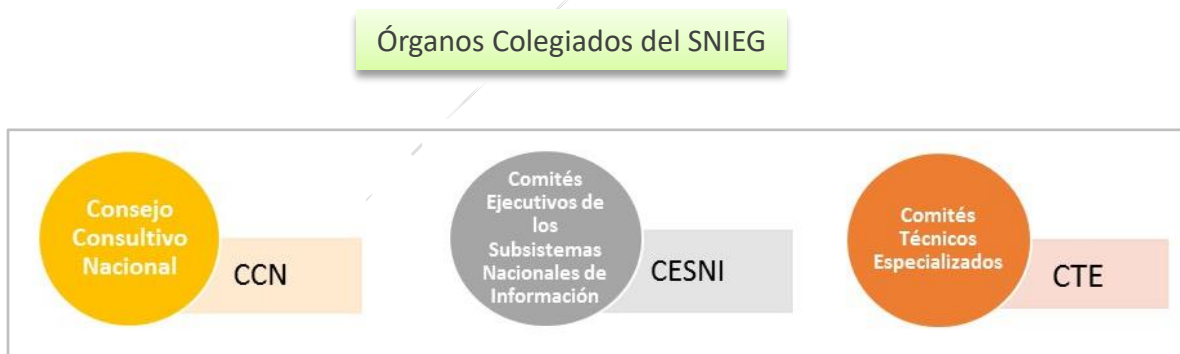 Órganos Colegiados del SNIEG
Consejo
Consultivo
Nacional
CCN
Comités
Ejecutivos de
los
Subsistemas
Nacionales de
Información
CESNI
Comités
Técnicos
Especializados
CTE